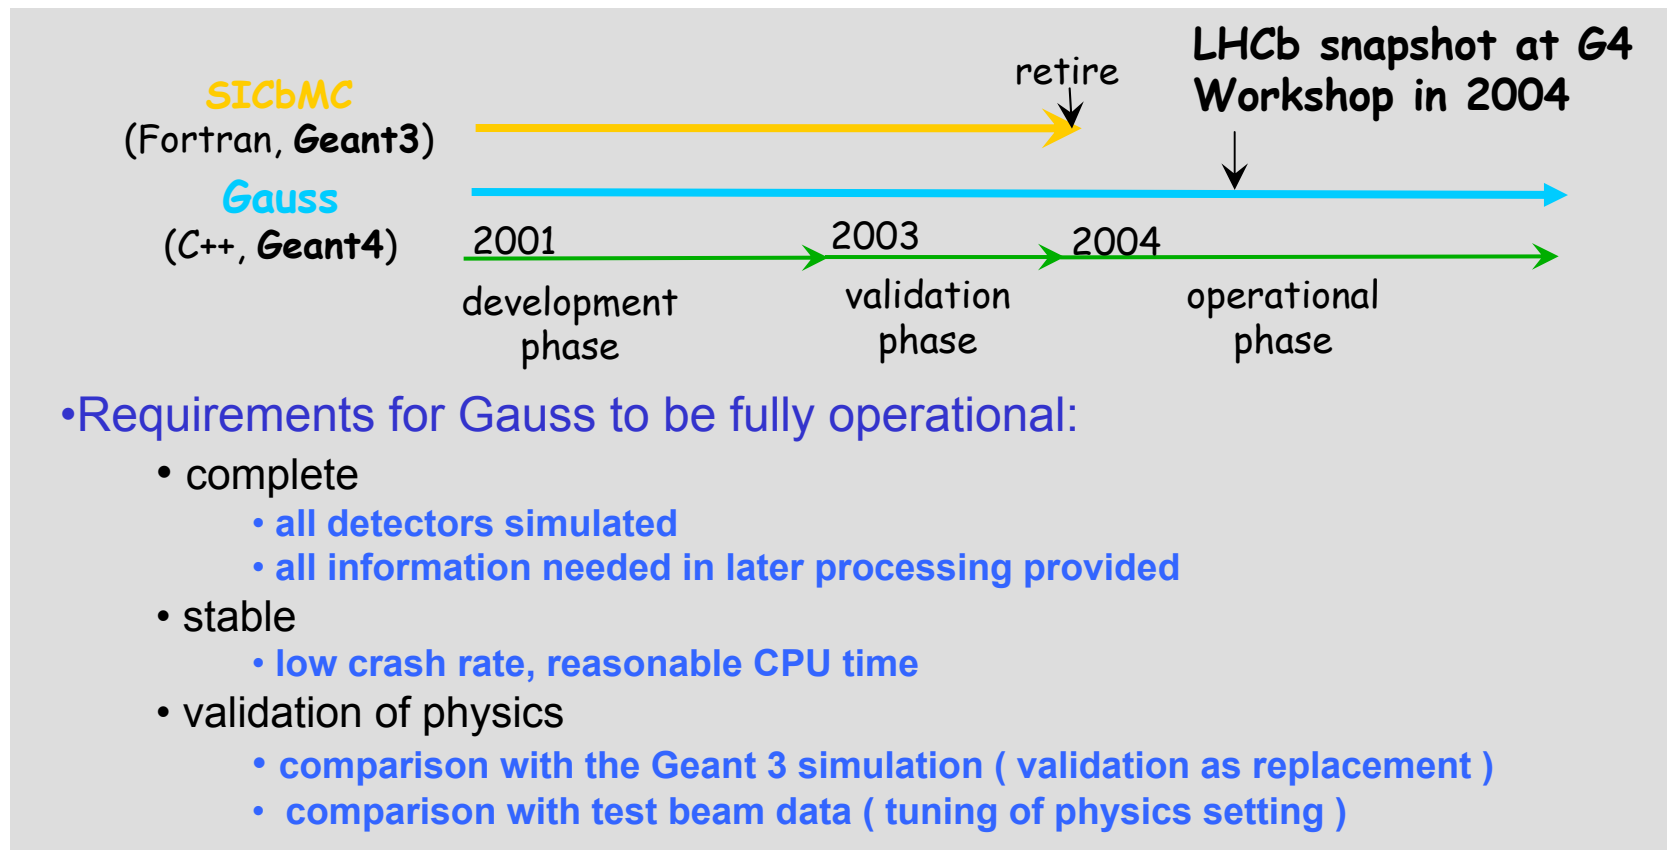 retire
LHCb snapshot at G4
Workshop in 2004
SICbMC
(Fortran, Geant3)
Gauss
(C++, Geant4)
2001
2003
2004
development
phase
validation
phase
operational
phase
•Requirements for Gauss to be fully operational:
• complete
• all detectors simulated
• all information needed in later processing provided
• stable
• low crash rate, reasonable CPU time
• validation of physics
• comparison with the Geant 3 simulation ( validation as replacement )
• comparison with test beam data ( tuning of physics setting )